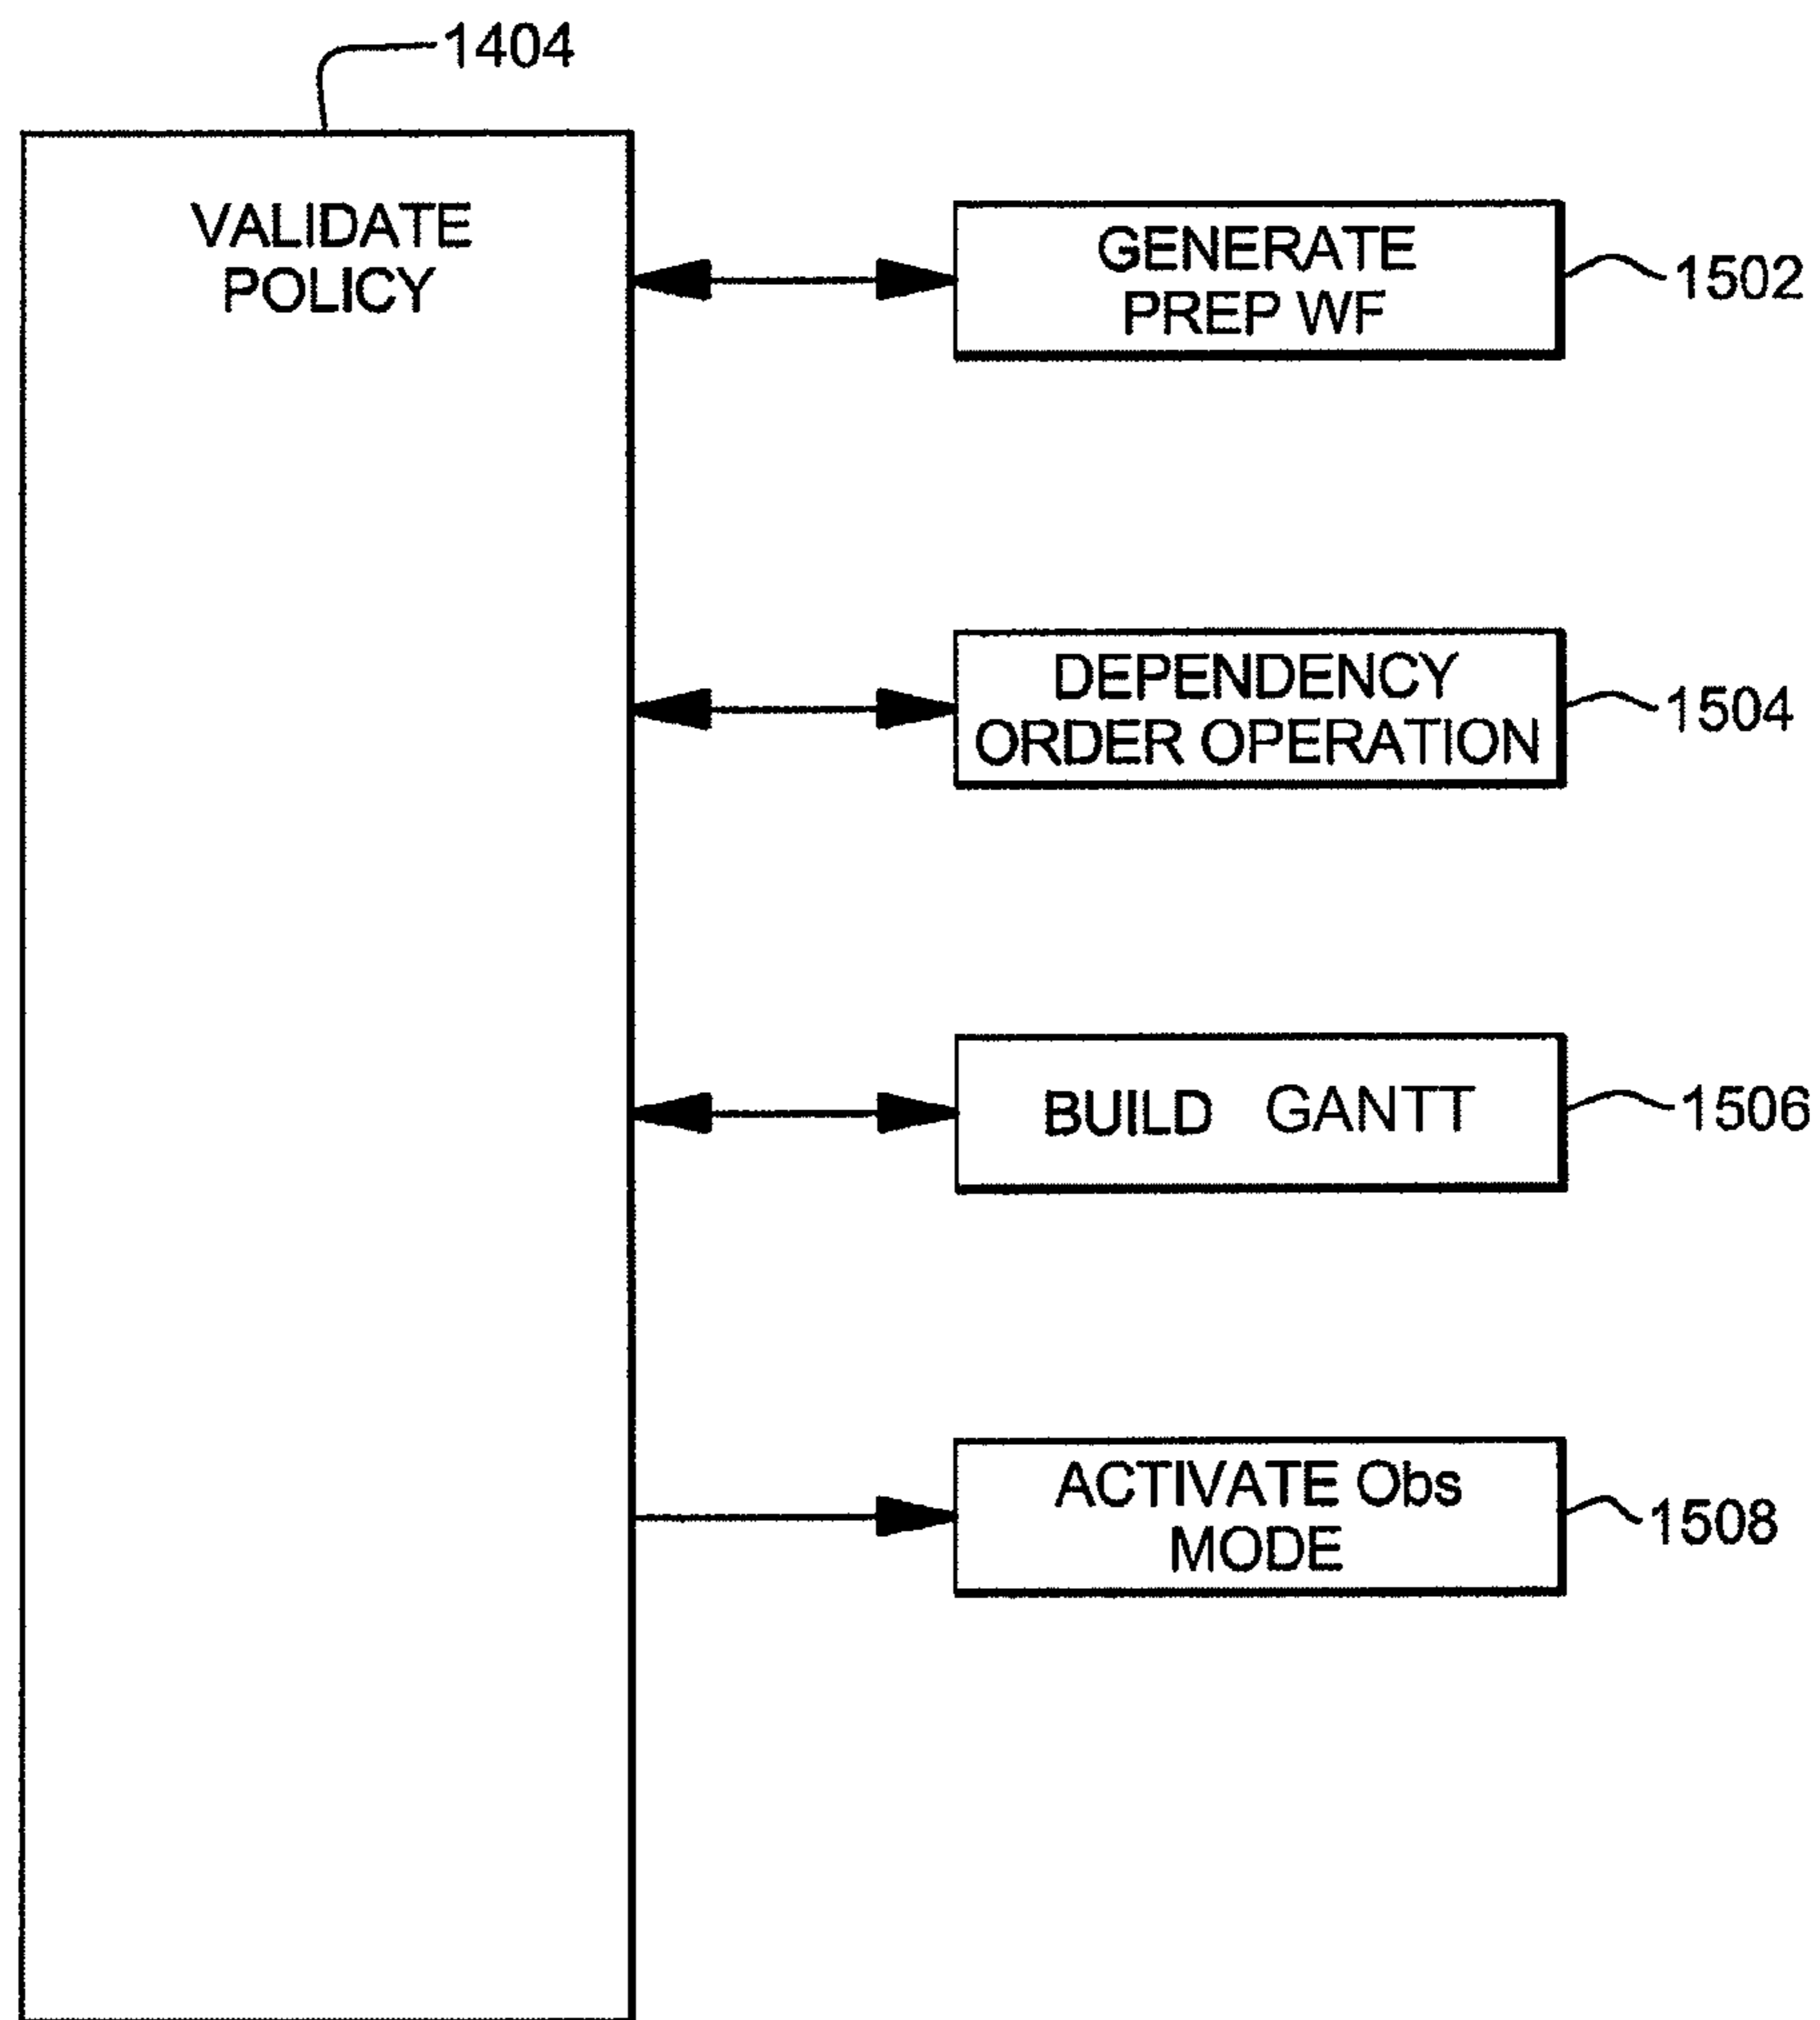 1404
VALIDATE
POLICY
GENERATE
PREP WF
1502
DEPENDENCY
ORDER OPERATION
1504
BUILD GANTT
1506
ACTIVATE Obs
MODE
1508